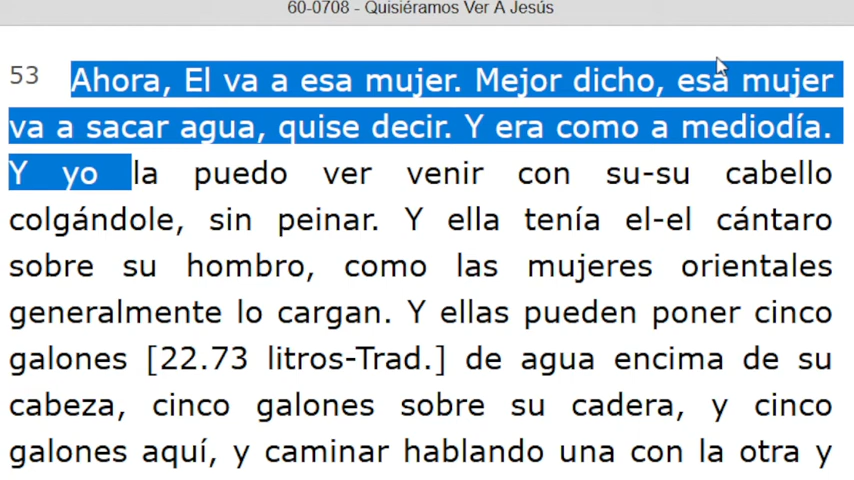 60-0708 - Quisiéramos Ver A Jesús
53 Ahora, El va a esa mujer. Mejor dicho, esa mujer
va a sacar agua, quise decir. Y era como a mediodía.
Y yo la puedo ver venir con su-su cabello
colgándole, sin peinar. Y ella tenía el-el cántaro
sobre su hombro, como las mujeres orientales
generalmente lo cargan. Y ellas pueden poner cinco
galones [22.73 litros-Trad.] de agua encima de su
cabeza, cinco galones sobre su cadera, y cinco
galones aquí, y caminar hablando una con la otra y